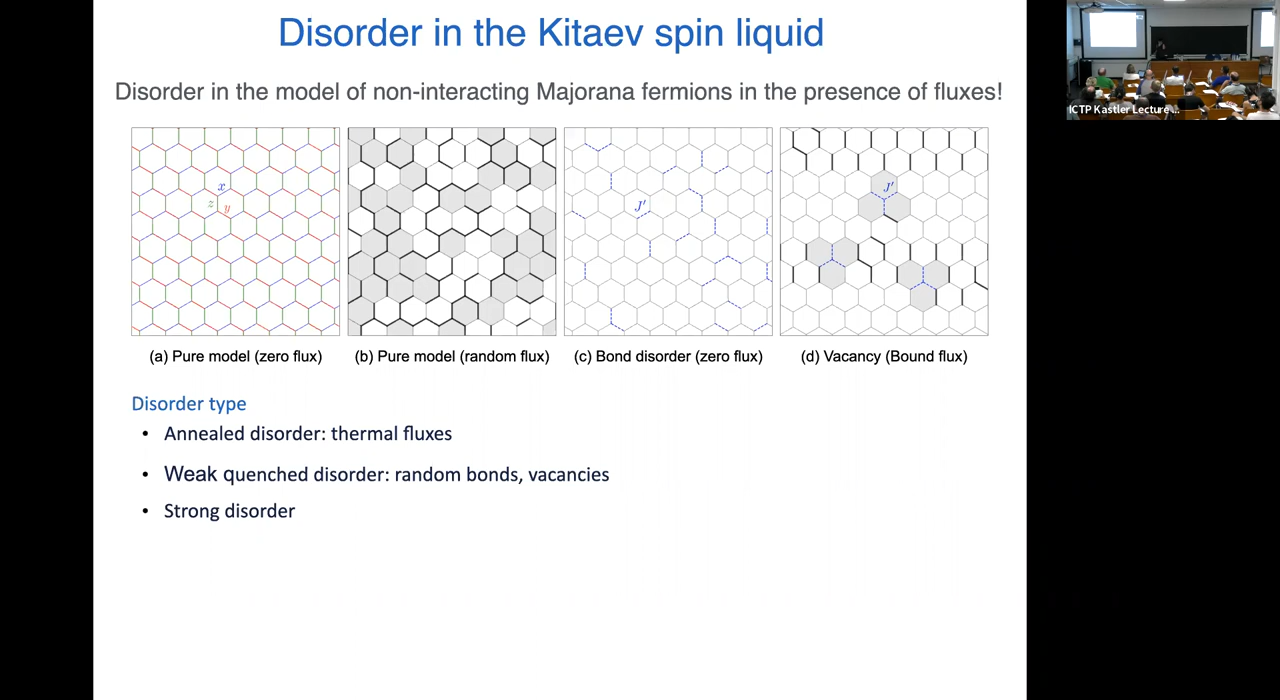 Disorder in the Kitaev spin liquid
Disorder in the model of non-interacting Majorana fermions in the presence of fluxes!
x
z
y
J'
J'
(a) Pure model (zero flux)
(b) Pure model (random flux)
(c) Bond disorder (zero flux)
(d) Vacancy (Bound flux)
Disorder type
• Annealed disorder: thermal fluxes
• Weak quenched disorder: random bonds, vacancies
• Strong disorder
ICTP Kastler Lecture ...